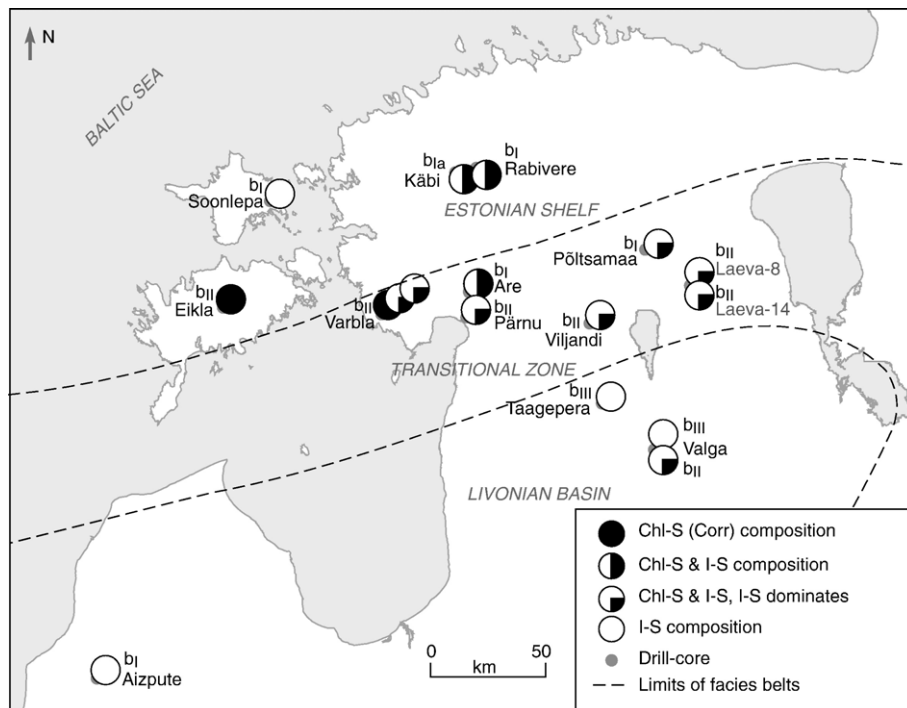 N
BALTIC SEA
bIa
Käbi
bI
Rabivere
bI
Soonlepa
ESTONIAN SHELF
bI
Põltsamaa
bII
Laeva-8
bII
Laeva-14
bII
Eikla
bII
Varbla
bI
Are
bII
Pärnu
bII
Viljandi
TRANSITIONAL ZONE
bIII
Taagepera
bIII
Valga
bII
LIVONIAN BASIN
bI
Aizpute
0 50
km
Chl-S (Corr) composition
Chl-S & I-S composition
Chl-S & I-S, I-S dominates
I-S composition
Drill-core
Limits of facies belts